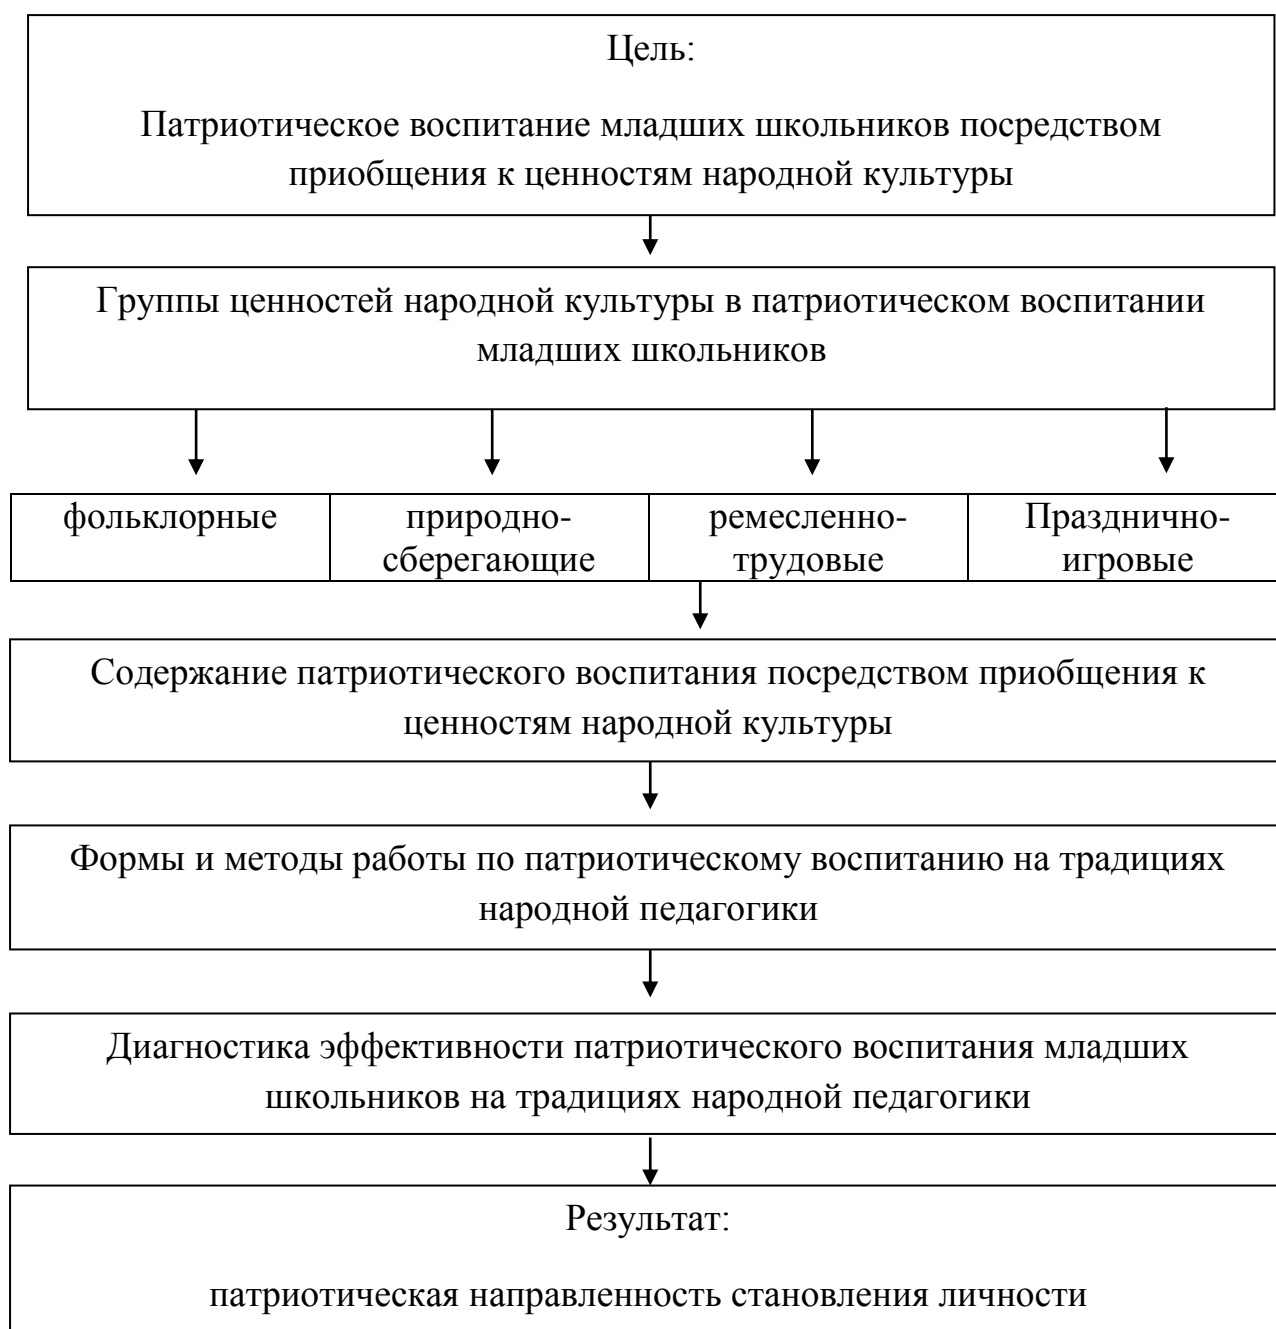 Цель:
Патриотическое воспитание младших школьников посредством
приобщения к ценностям народной культуры
Группы ценностей народной культуры в патриотическом воспитании
младших школьников
фольклорные
природно-
сберегающие
ремесленно-
трудовые
Празднично-
игровые
Содержание патриотического воспитания посредством приобщения к
ценностям народной культуры
Формы и методы работы по патриотическому воспитанию на традициях
народной педагогики
Диагностика эффективности патриотического воспитания младших
школьников на традициях народной педагогики
Результат:
патриотическая направленность становления личности